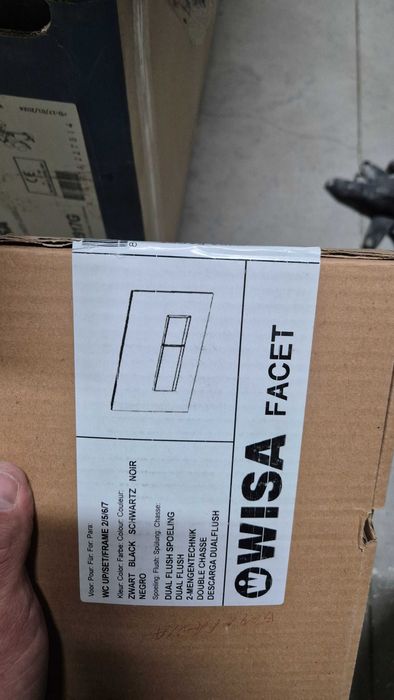 WISA FACET
Voor: Pour: Für: For: Para:
WC UP/SET/FRAME 2/5/6/7
Kleur: Color: Farbe: Colour: Couleur:
ZWART BLACK SCHWARTZ NOIR
NEGRO
Spoeling: Flush: Spülung: Chasse:
DUAL FLUSH SPOELING
DUAL FLUSH
2-MENGENTECHNIK
DOUBLE CHASSE
DESCARGA DUALFLUSH
CE